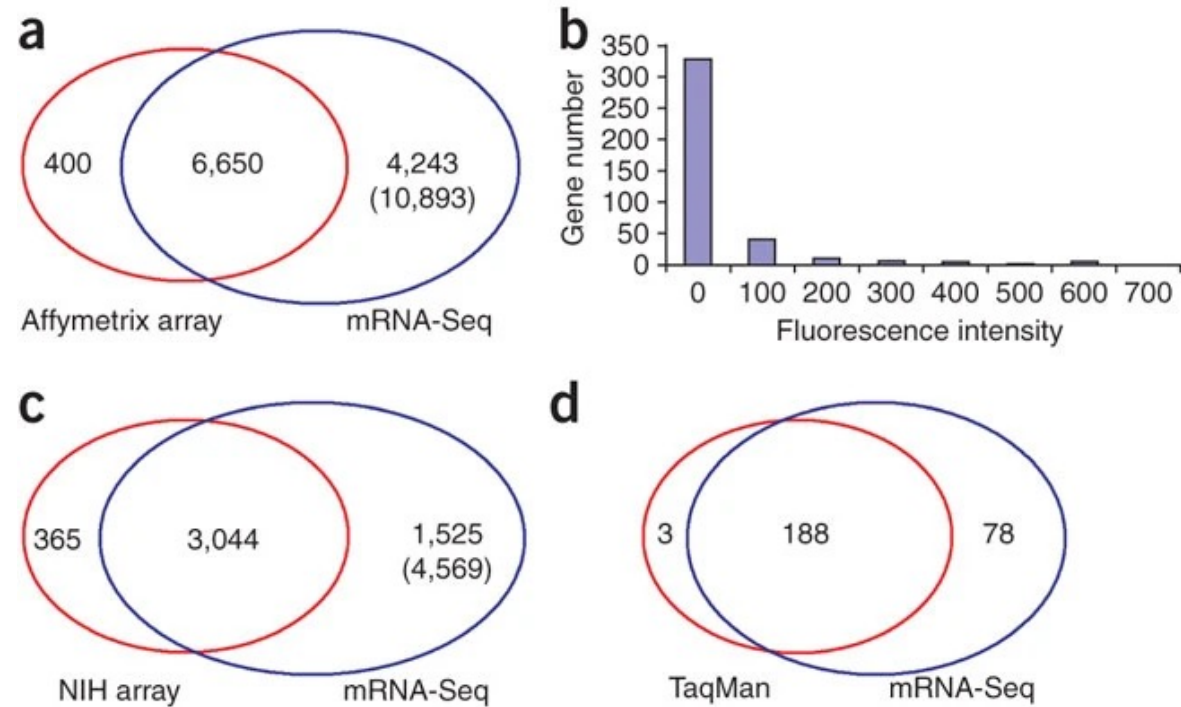 a
400
6,650
4,243
(10,893)
Affymetrix array
mRNA-Seq
b
Gene number
350
300
250
200
150
100
50
0
0 100 200 300 400 500 600 700
Fluorescence intensity
c
365
3,044
1,525
(4,569)
NIH array
mRNA-Seq
d
3
188
78
TaqMan
mRNA-Seq